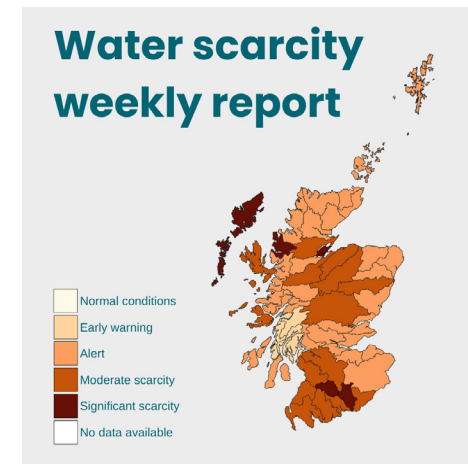 Water scarcity
weekly report
Normal conditions
Early warning
Alert
Moderate scarcity
Significant scarcity
No data available